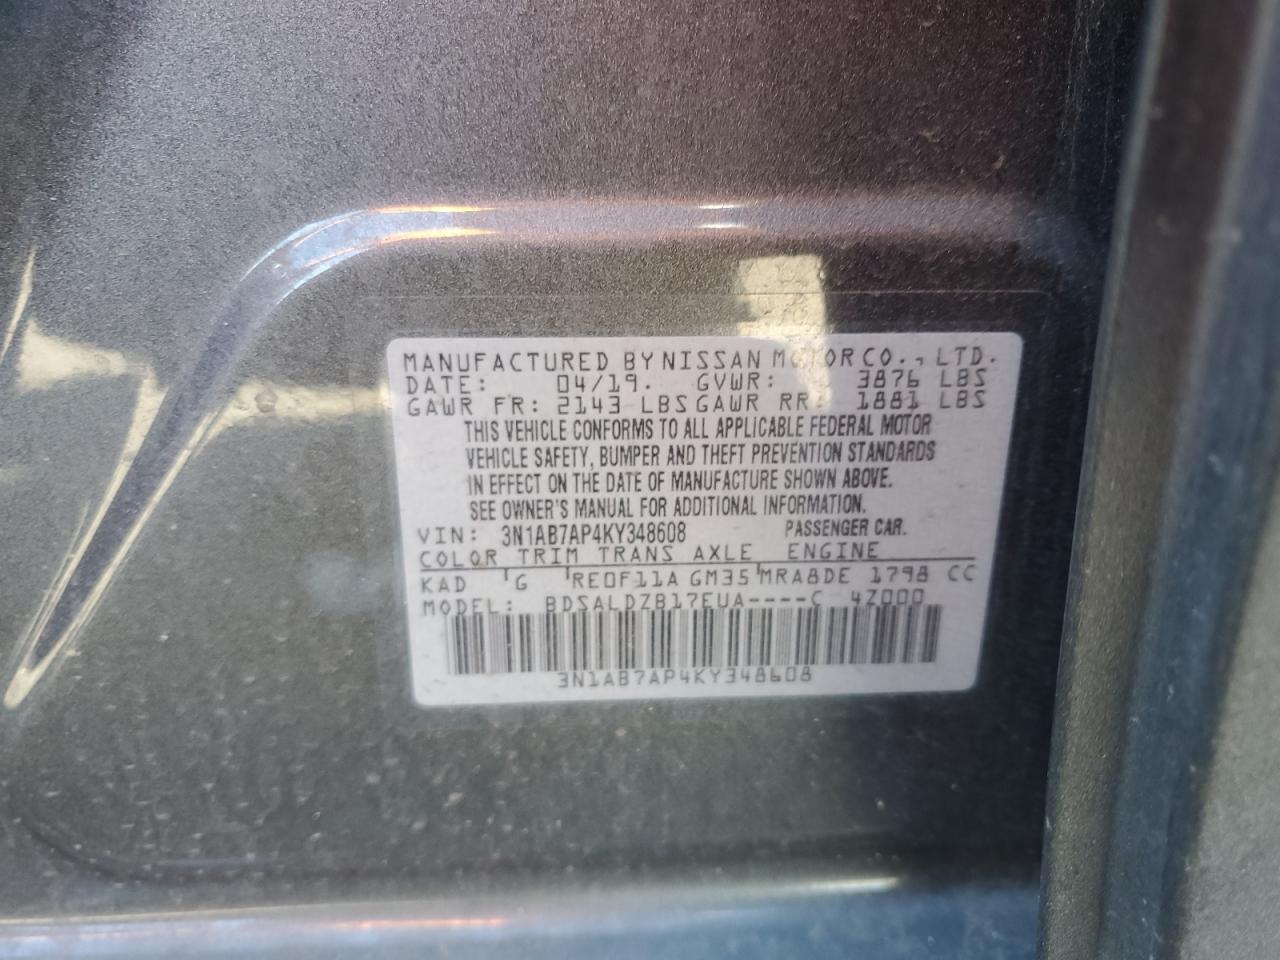 MANUFACTURED BY NISSAN MOTOR CO., LTD.
DATE: 04/19. GVWR: 3876 LBS
GAWR FR: 2143 LBS GAWR RR: 1881 LBS
THIS VEHICLE CONFORMS TO ALL APPLICABLE FEDERAL MOTOR
VEHICLE SAFETY, BUMPER AND THEFT PREVENTION STANDARDS
IN EFFECT ON THE DATE OF MANUFACTURE SHOWN ABOVE.
SEE OWNER'S MANUAL FOR ADDITIONAL INFORMATION.
VIN: 3N1AB7AP4KY348608 PASSENGER CAR.
COLOR TRIM TRANS AXLE ENGINE
KAD G RE0F11A GM35 MRA8DE 1798 CC
MODEL: BDSALDZB17EUA----C 4Z000
3N1AB7AP4KY348608